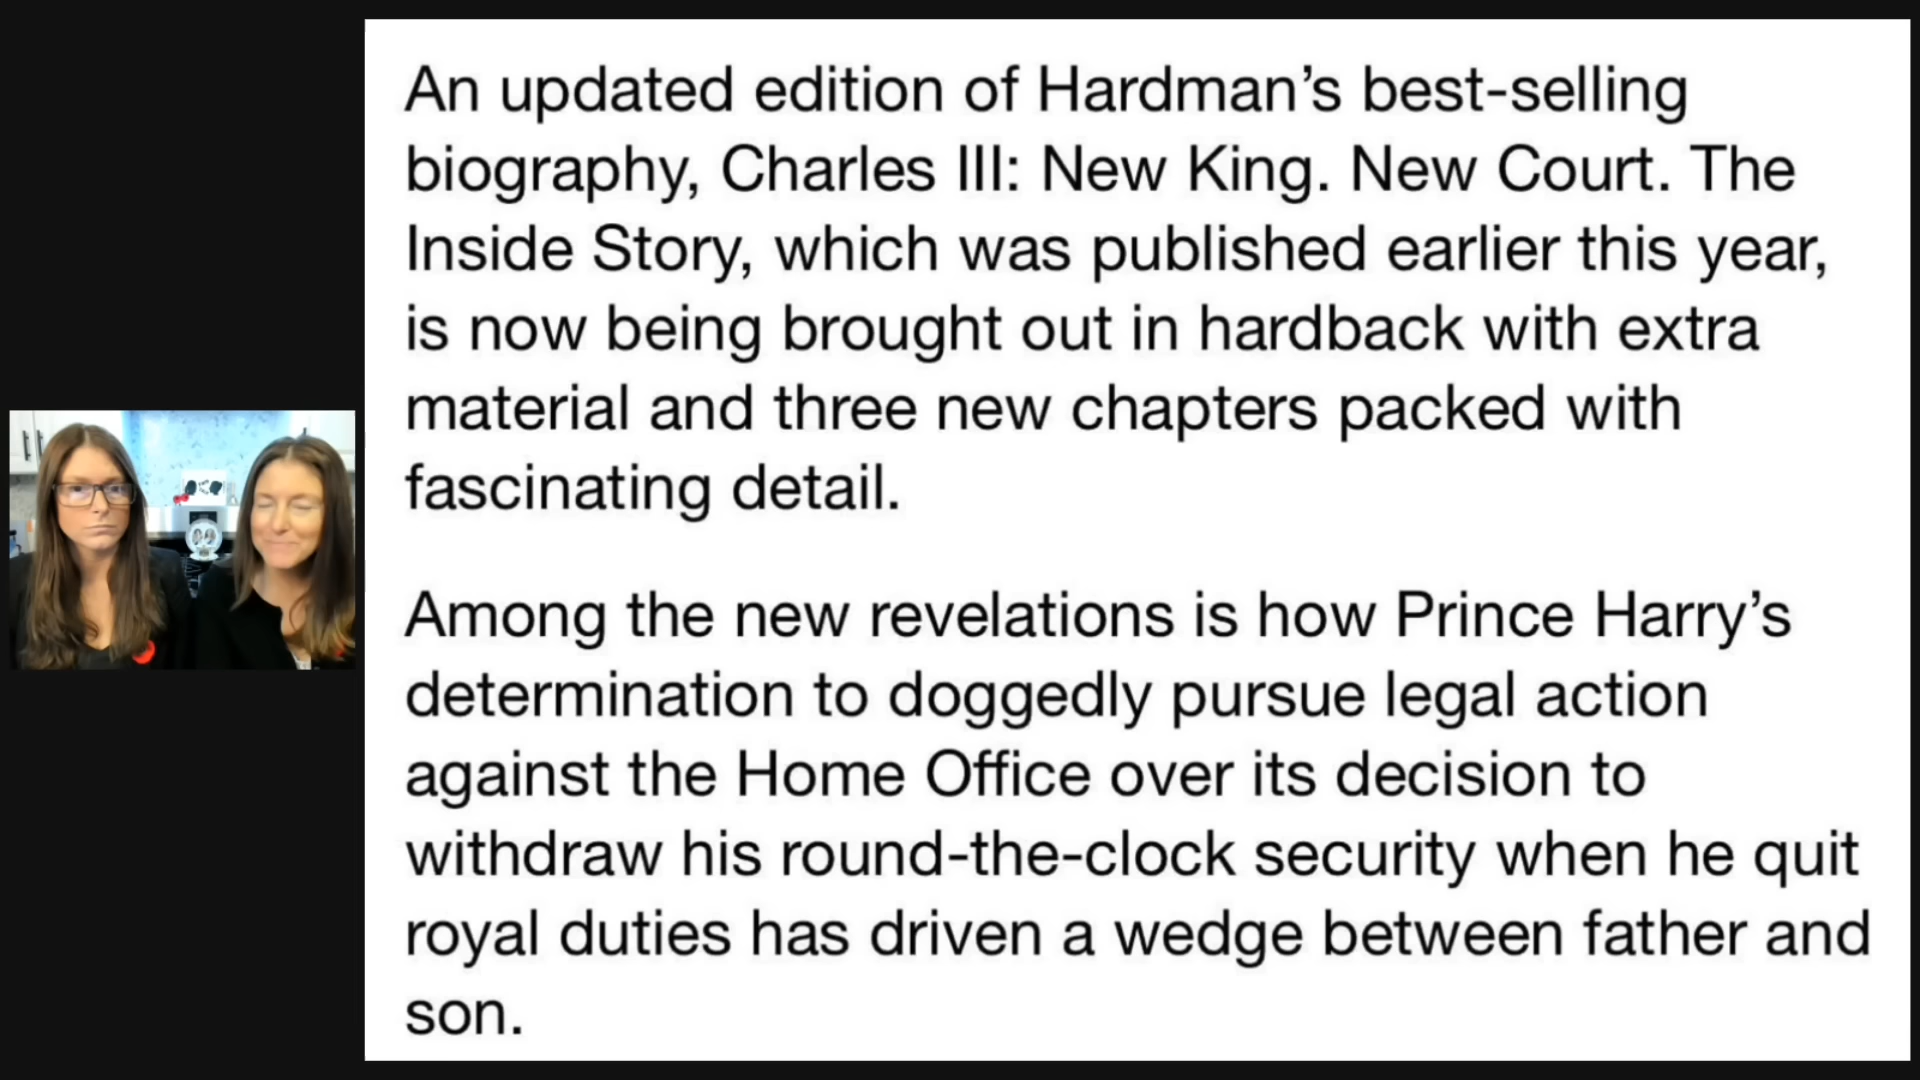 An updated edition of Hardman’s best-selling
biography, Charles III: New King. New Court. The
Inside Story, which was published earlier this year,
is now being brought out in hardback with extra
material and three new chapters packed with
fascinating detail.
Among the new revelations is how Prince Harry’s
determination to doggedly pursue legal action
against the Home Office over its decision to
withdraw his round-the-clock security when he quit
royal duties has driven a wedge between father and
son.